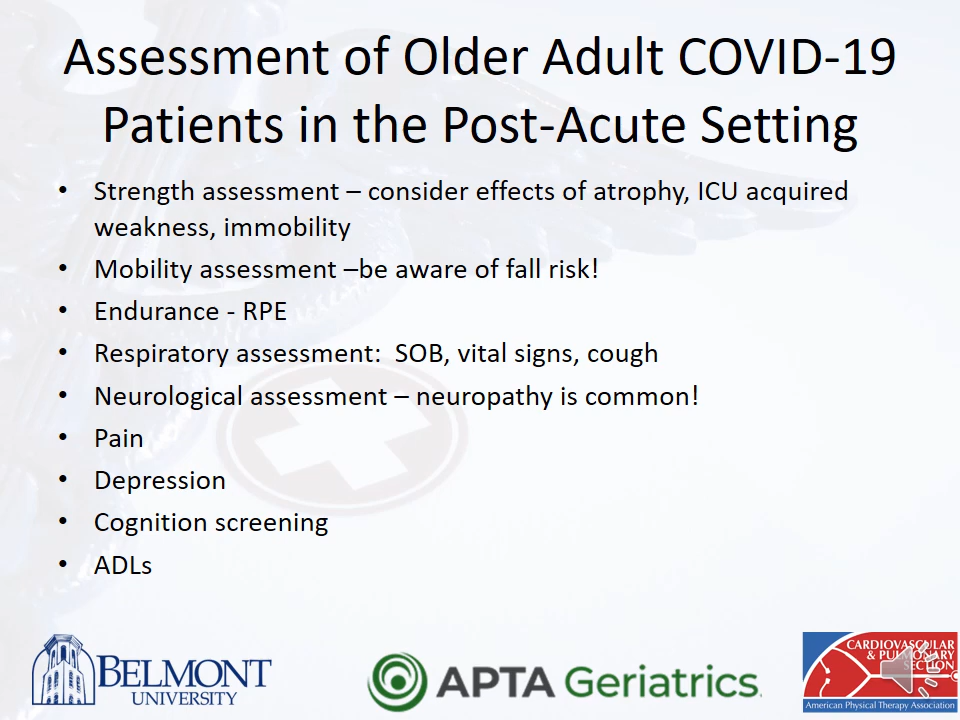 Assessment of Older Adult COVID-19
Patients in the Post-Acute Setting
• Strength assessment – consider effects of atrophy, ICU acquired
weakness, immobility
• Mobility assessment –be aware of fall risk!
• Endurance - RPE
• Respiratory assessment:  SOB, vital signs, cough
• Neurological assessment – neuropathy is common!
• Pain
• Depression
• Cognition screening
• ADLs
BELMONT
UNIVERSITY
APTA Geriatrics.
CARDIOVASCULAR
& PULMONARY
SECTION
American Physical Therapy Association